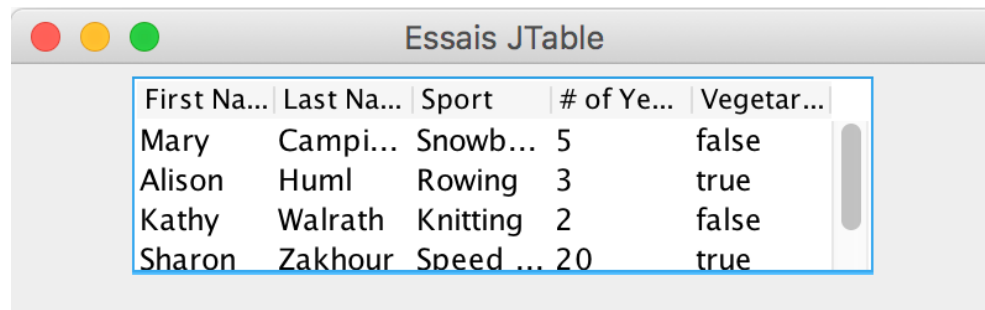 Essais JTable
First Na... Last Na... Sport # of Ye... Vegetar...
Mary Campi... Snowb... 5 false
Alison Huml Rowing 3 true
Kathy Walrath Knitting 2 false
Sharon Zakhour Speed ... 20 true